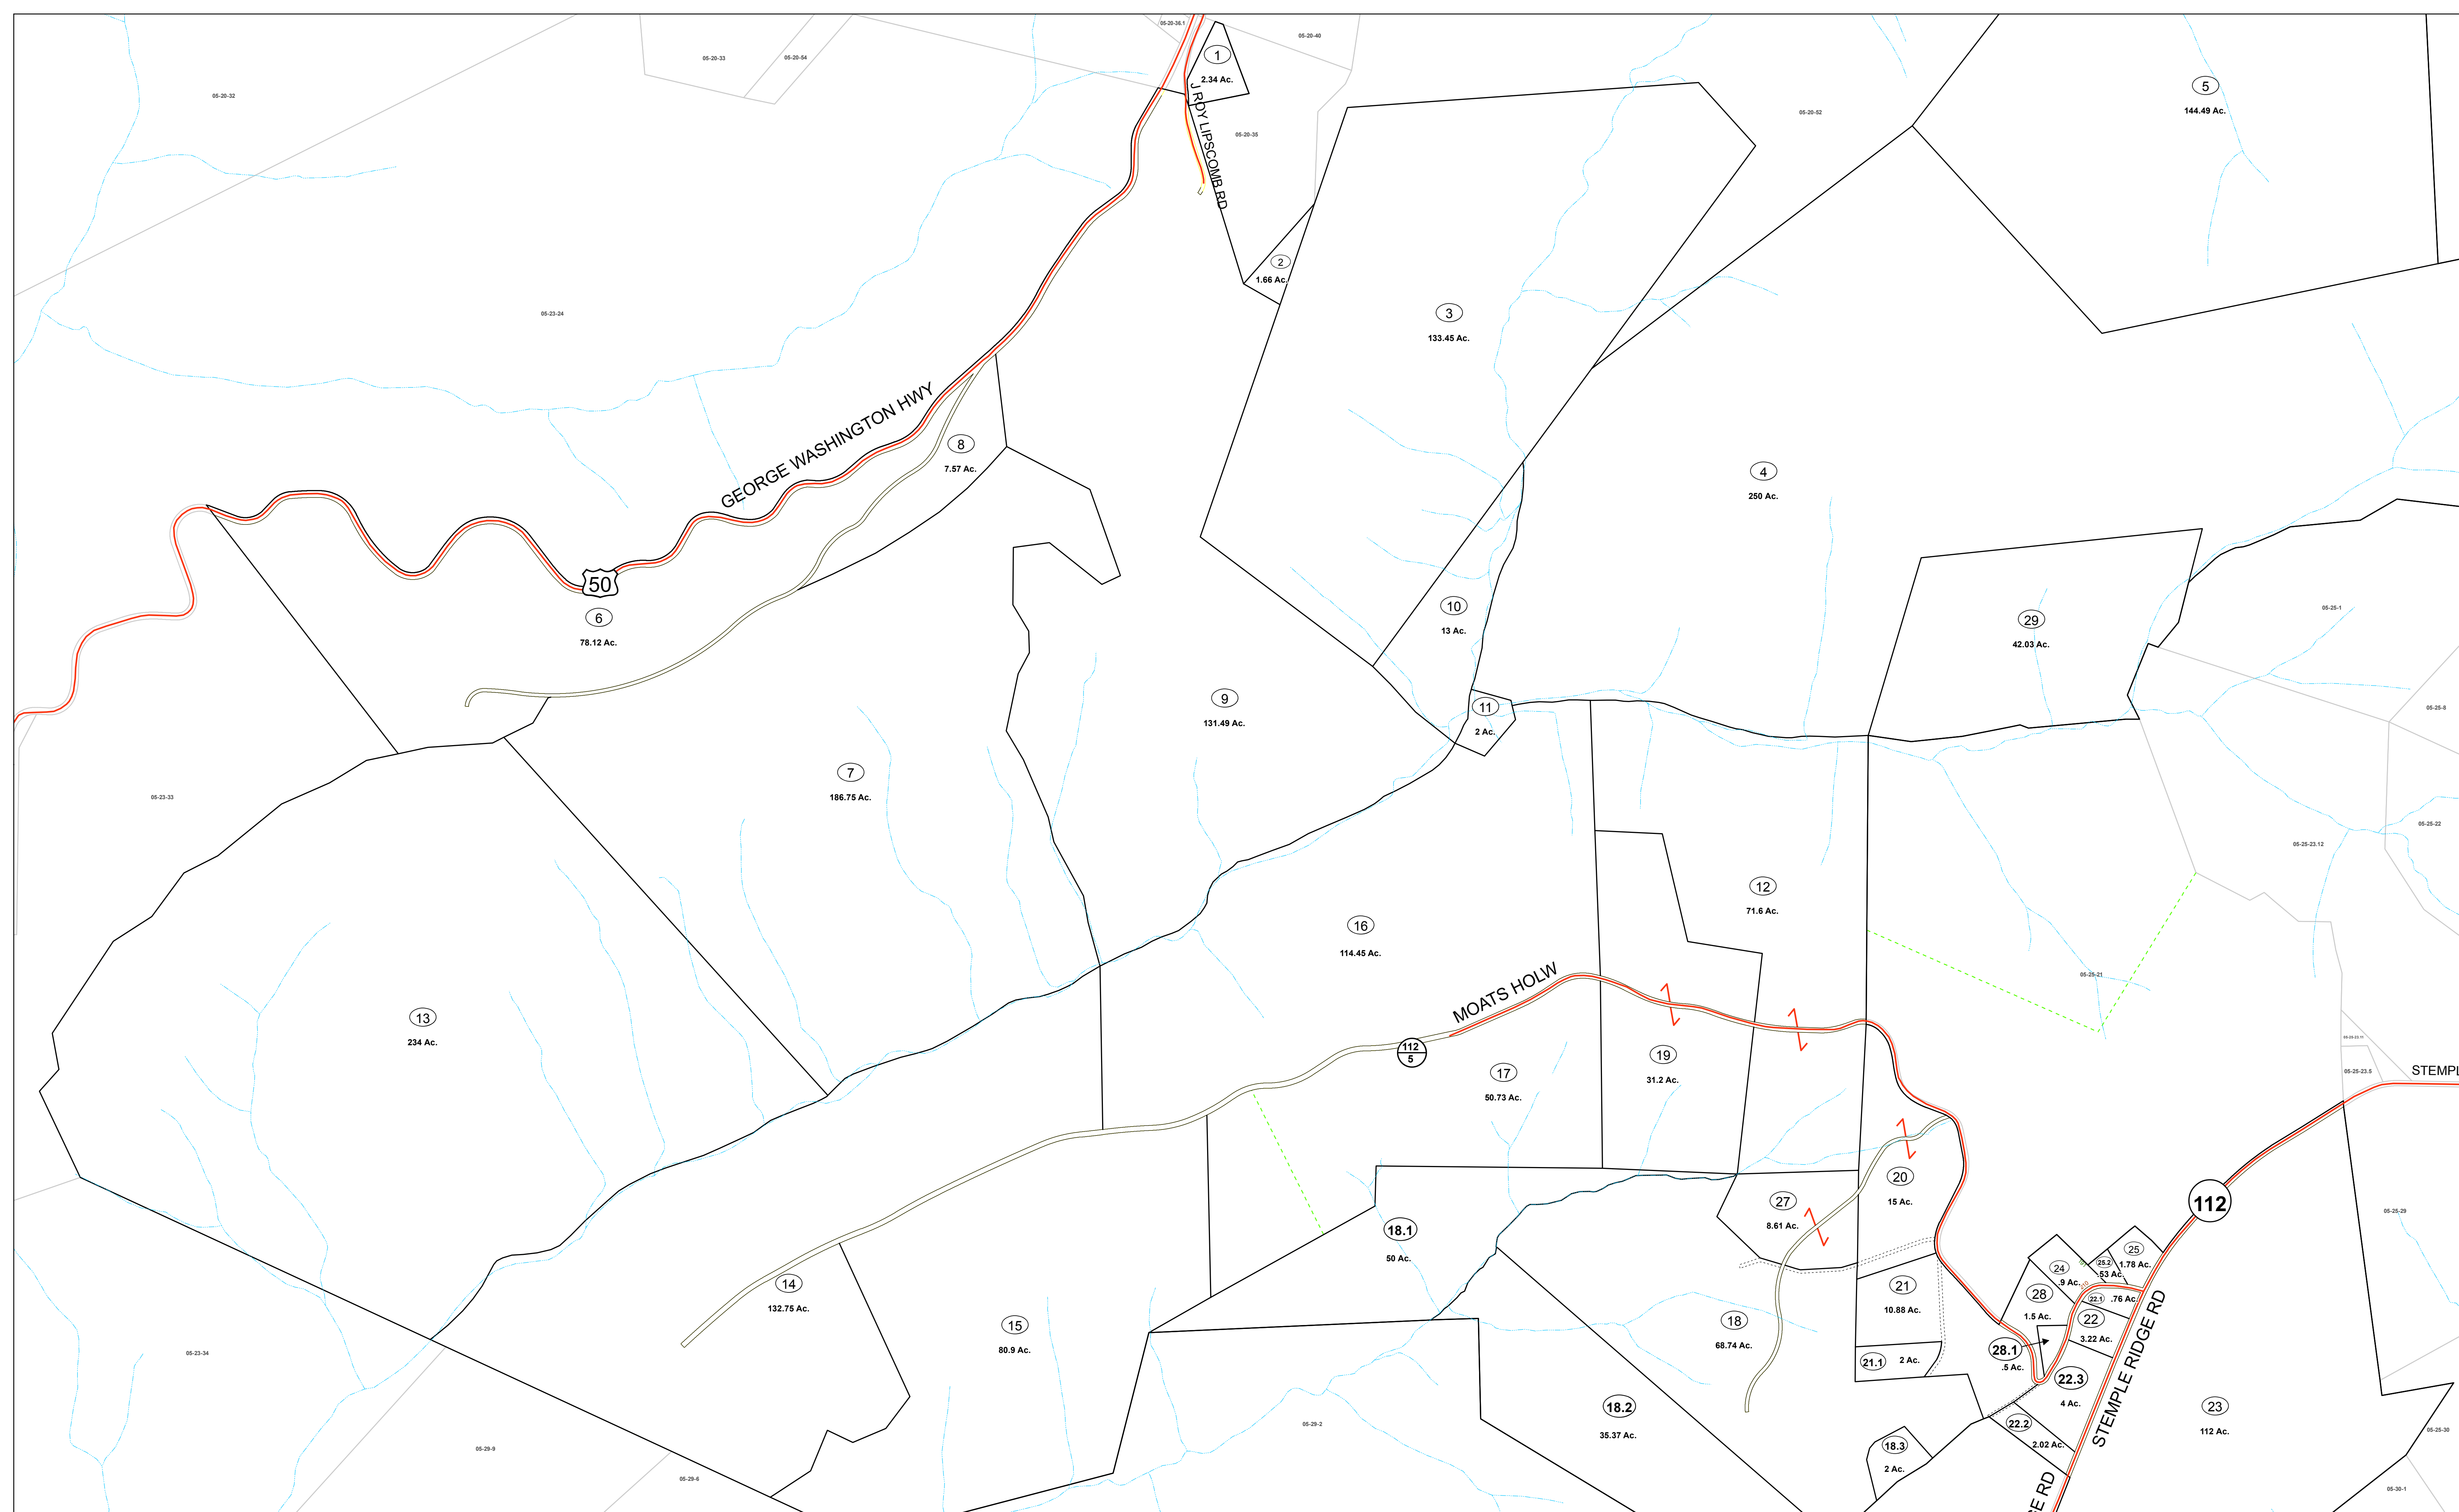 05-20-36.1
05-20-40
05-20-33
05-20-54
1
2.34 Ac.
05-20-32
05-20-52
5
144.49 Ac.
J ROY LIPSCOMB RD
05-20-35
2
1.66 Ac.
05-23-24
3
133.45 Ac.
GEORGE WASHINGTON HWY
8
7.57 Ac.
4
250 Ac.
50
6
78.12 Ac.
10
13 Ac.
29
42.03 Ac.
05-25-1
9
131.49 Ac.
11
2 Ac.
05-25-8
7
186.75 Ac.
05-23-33
05-25-22
05-25-23.12
12
71.6 Ac.
16
114.45 Ac.
05-25-21
MOATS HOLW
13
234 Ac.
112
5
19
31.2 Ac.
17
50.73 Ac.
05-25-23.5
STEMPL
20
15 Ac.
27
8.61 Ac.
112
05-25-29
18.1
50 Ac.
25
1.78 Ac.
25.2
.53 Ac.
24
.9 Ac.
14
132.75 Ac.
21
10.88 Ac.
28
1.5 Ac.
22.1
.76 Ac.
22
3.22 Ac.
15
80.9 Ac.
18
68.74 Ac.
28.1
.5 Ac.
05-23-34
21.1
2 Ac.
22.3
4 Ac.
STEMPLE RIDGE RD
18.2
35.37 Ac.
05-29-2
23
112 Ac.
22.2
2.02 Ac.
05-25-30
05-29-9
05-29-6
18.3
2 Ac.
05-30-1
GE RD